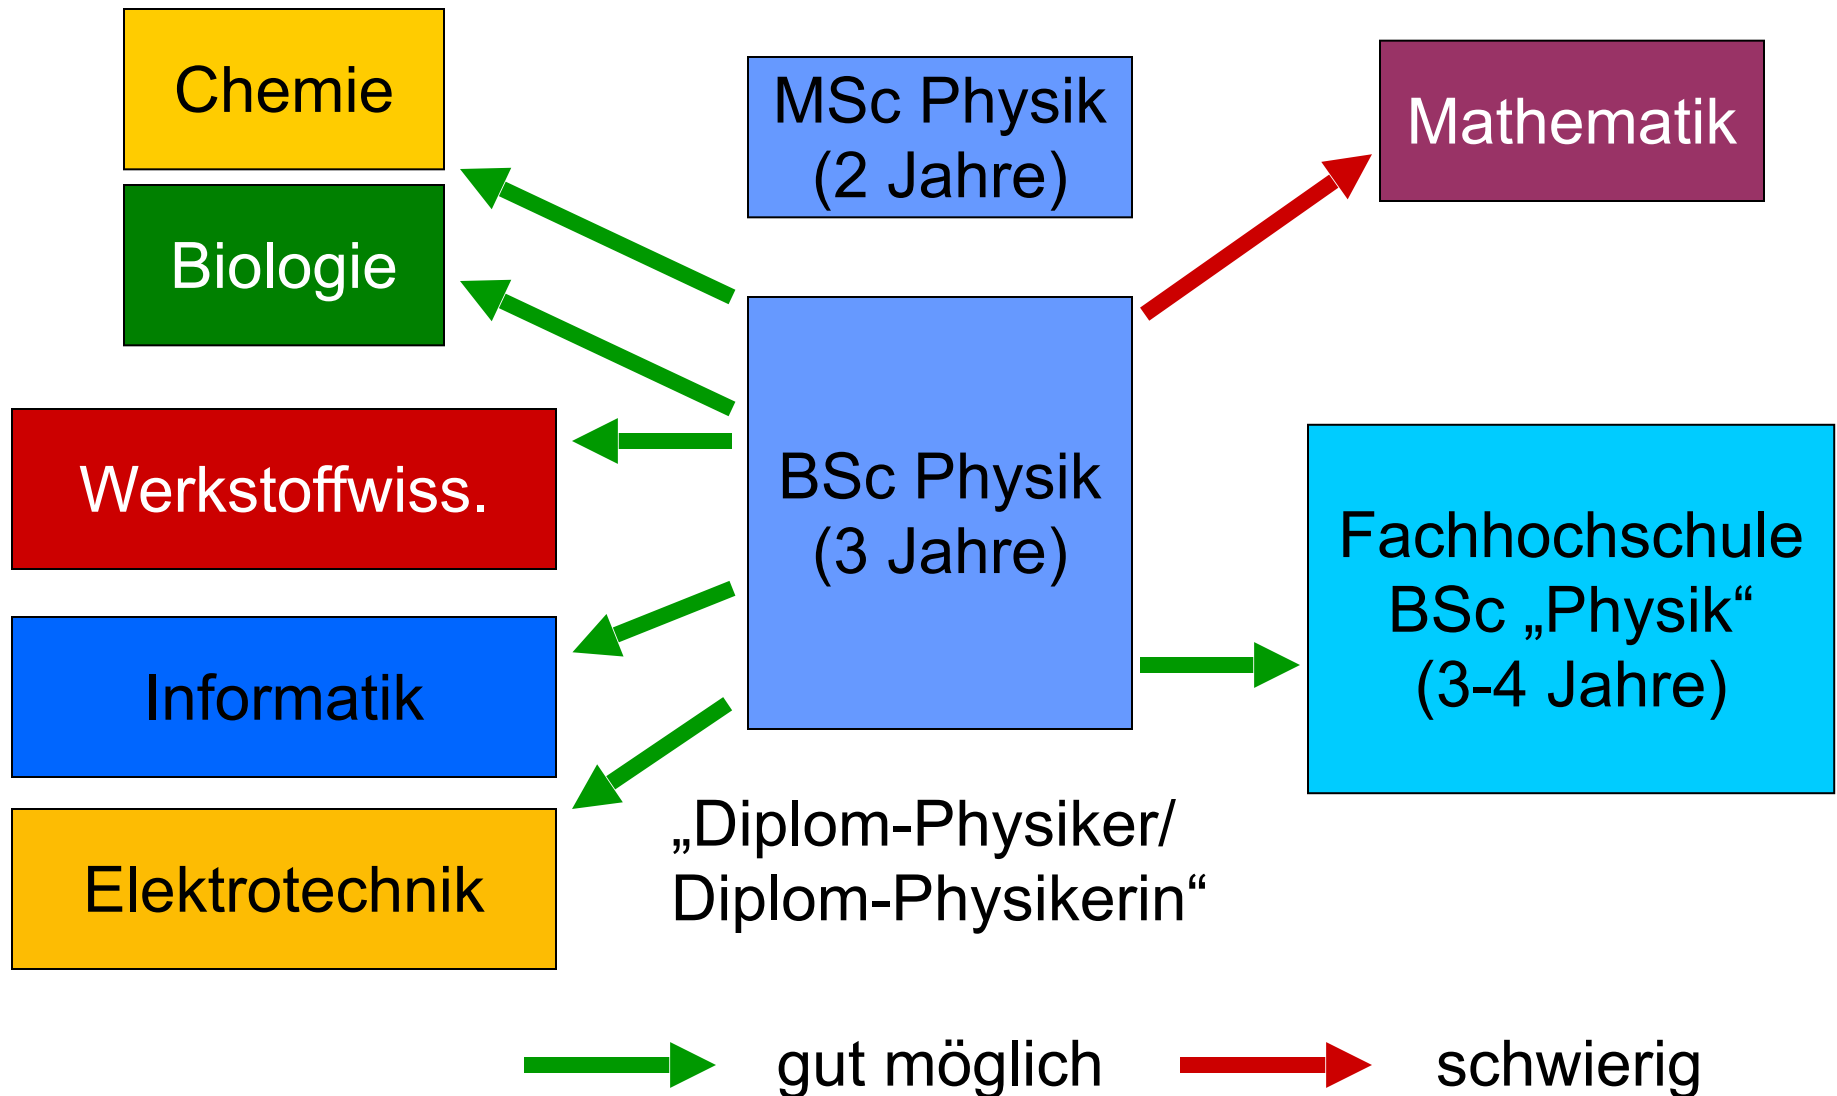 Chemie
Biologie
Werkstoffwiss.
Informatik
Elektrotechnik
MSc Physik
(2 Jahre)
BSc Physik
(3 Jahre)
„Diplom-Physiker/
Diplom-Physikerin“
Mathematik
Fachhochschule
BSc „Physik“
(3-4 Jahre)
gut möglich
schwierig